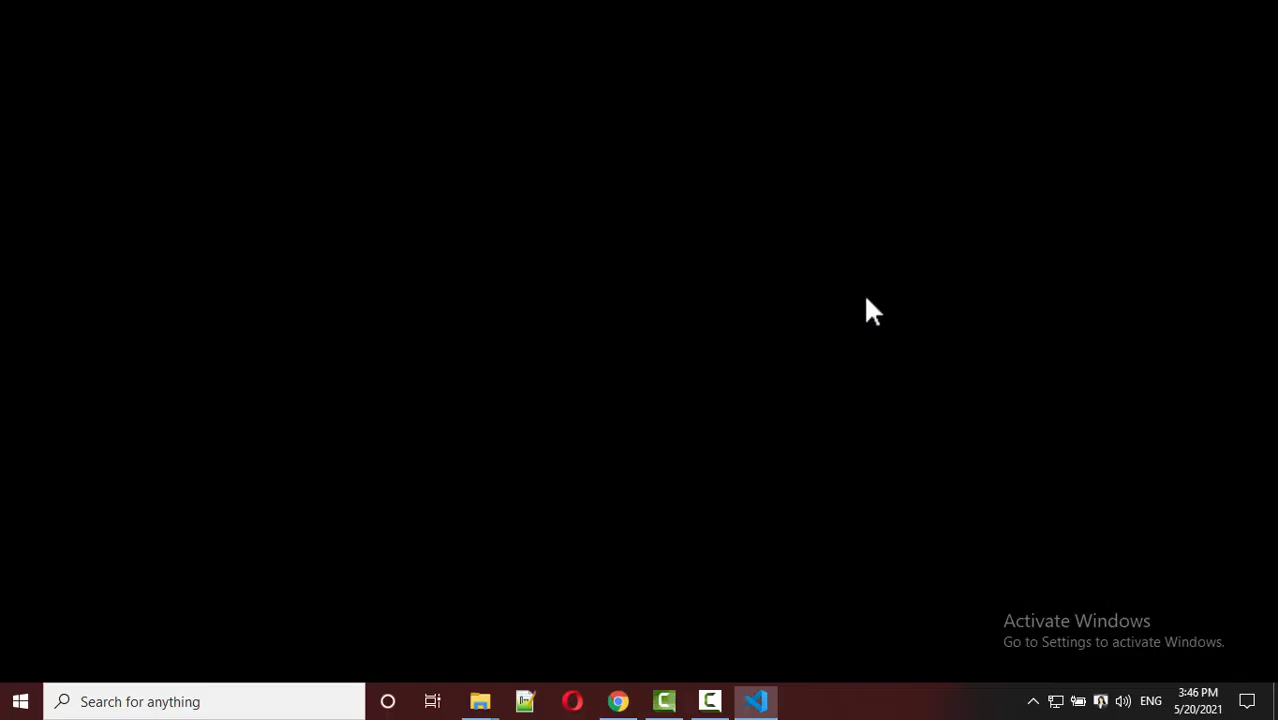 Activate Windows
Go to Settings to activate Windows.
Search for anything
ENG
3:46 PM
5/20/2021